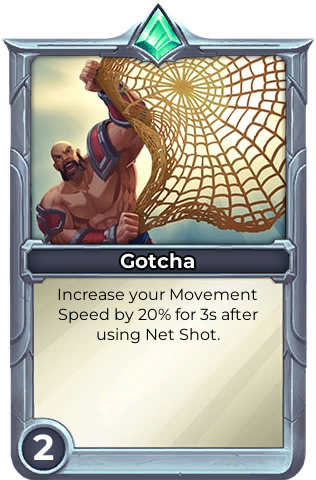 Gotcha
Increase your Movement
Speed by 20% for 3s after
using Net Shot.
2